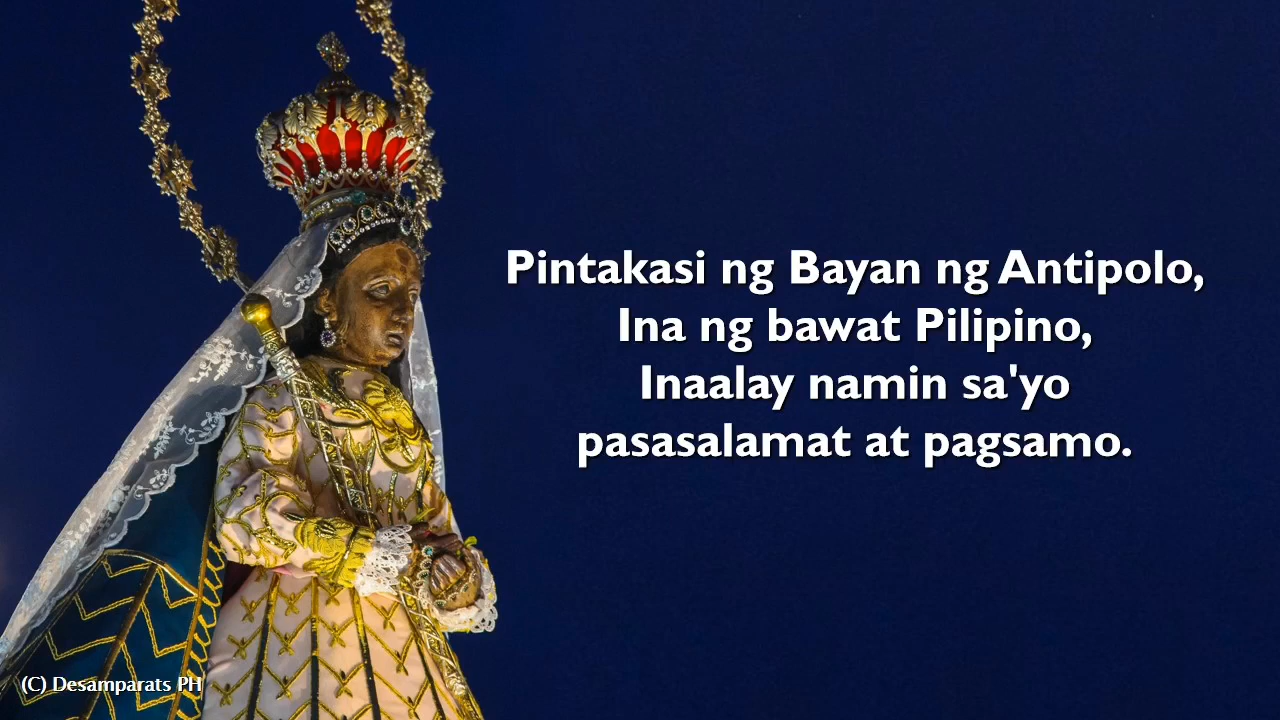 Pintakasi ng Bayan ng Antipolo,
Ina ng bawat Pilipino,
Inaalay namin sa'yo
pasasalamat at pagsamo.
(C) Desamparats PH